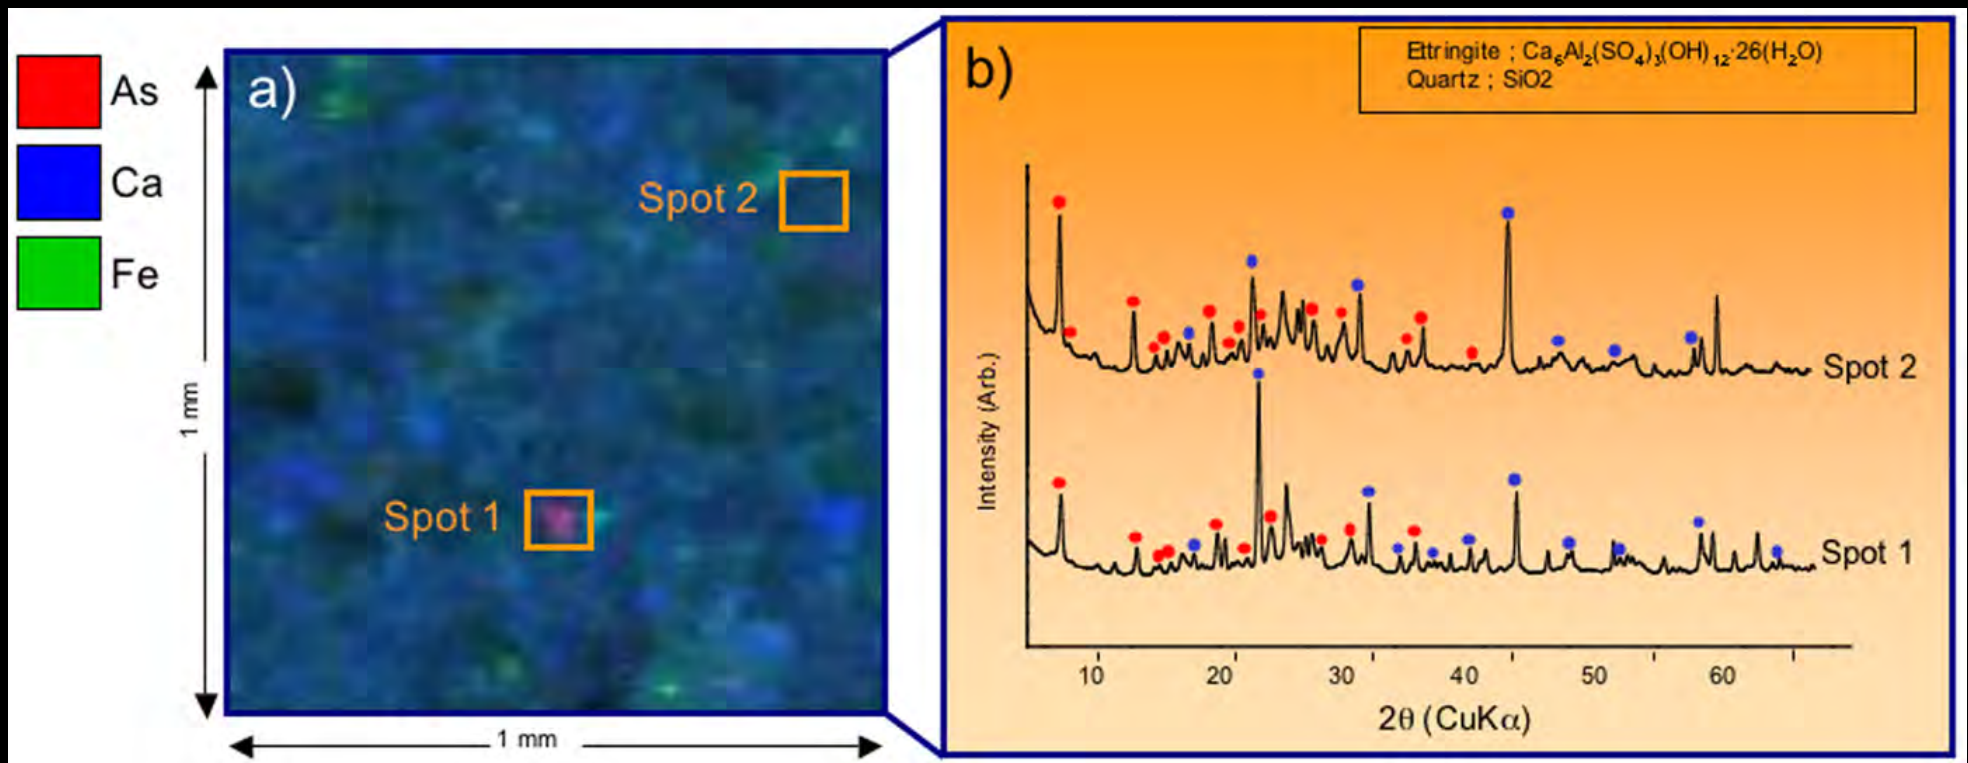 As
Ca
Fe
a)
Spot 2
Spot 1
1 mm
1 mm
b)
Ettringite ; Ca₆Al₂(SO₄)₃(OH)₁₂·26(H₂O)
Quartz ; SiO2
Intensity (Arb.)
Spot 2
Spot 1
10 20 30 40 50 60
2θ (CuKα)